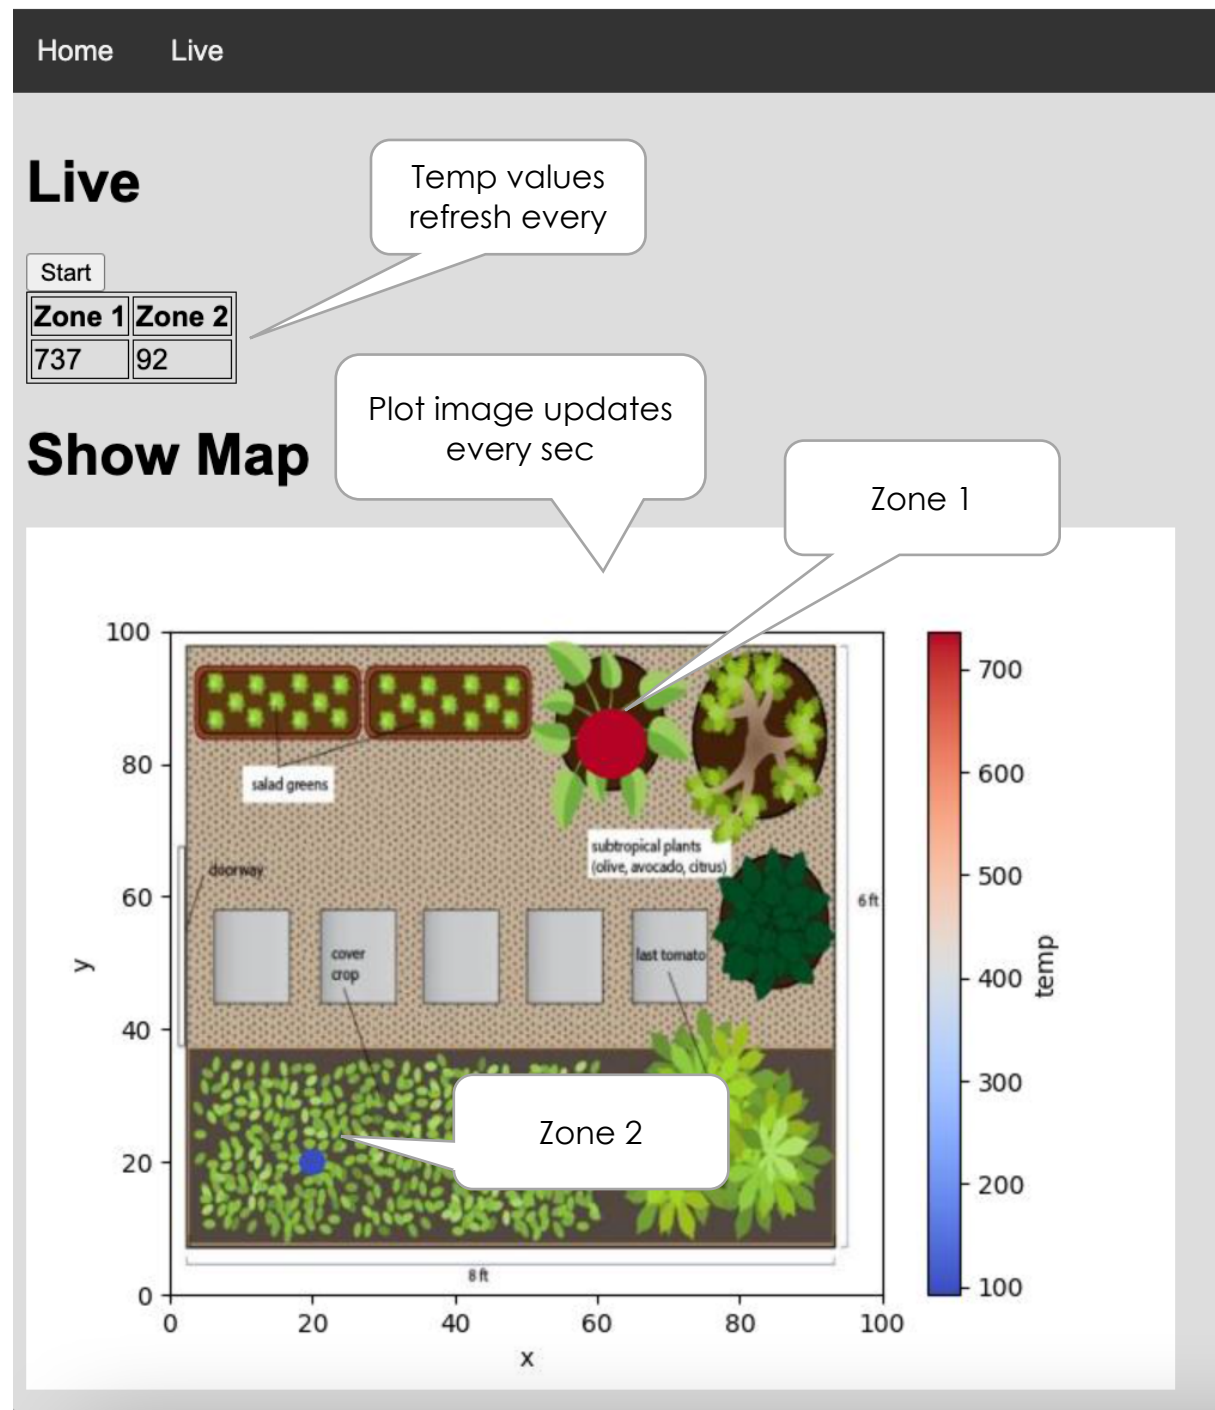 Home Live
Live
Temp values
refresh every
Start
Zone 1 Zone 2
737 92
Show Map
Plot image updates
every sec
Zone 1
100
80
60
40
20
0
y
salad greens
subtropical plants
(olive, avocado, citrus)
doorway
6 ft
cover
crop
last tomato
Zone 2
8 ft
0 20 40 60 80 100
x
700
600
500
400
300
200
100
temp